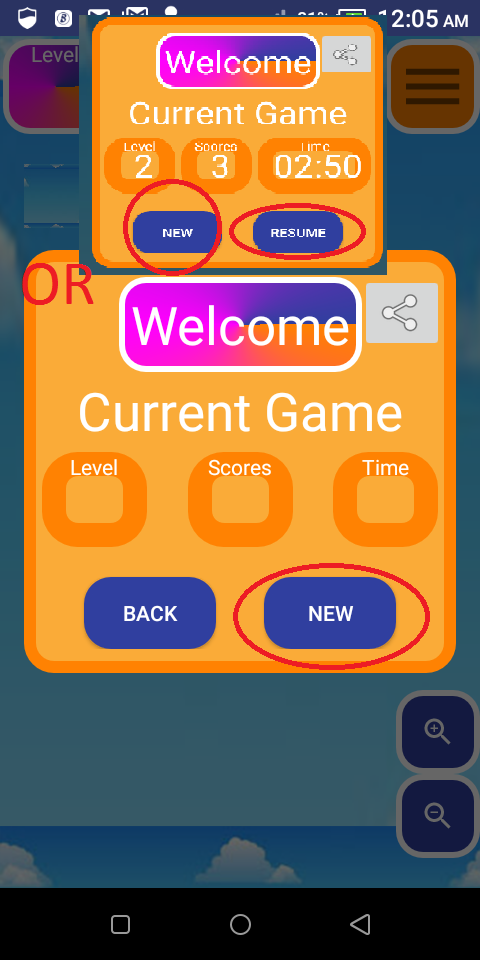 12:05 AM
Level
Welcome
Current Game
Level Scores Time
2 3 02:50
NEW RESUME
OR
Welcome
Current Game
Level Scores Time
BACK NEW